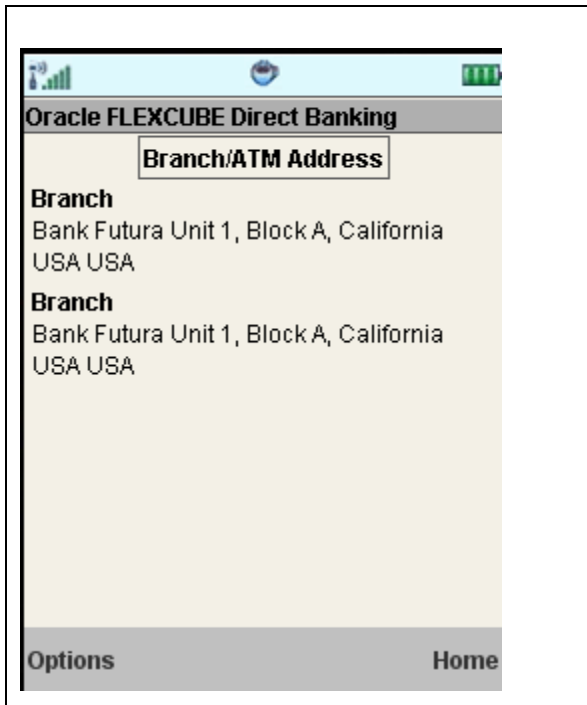 Oracle FLEXCUBE Direct Banking
Branch/ATM Address
Branch
Bank Futura Unit 1, Block A, California
USA USA
Branch
Bank Futura Unit 1, Block A, California
USA USA
Options Home